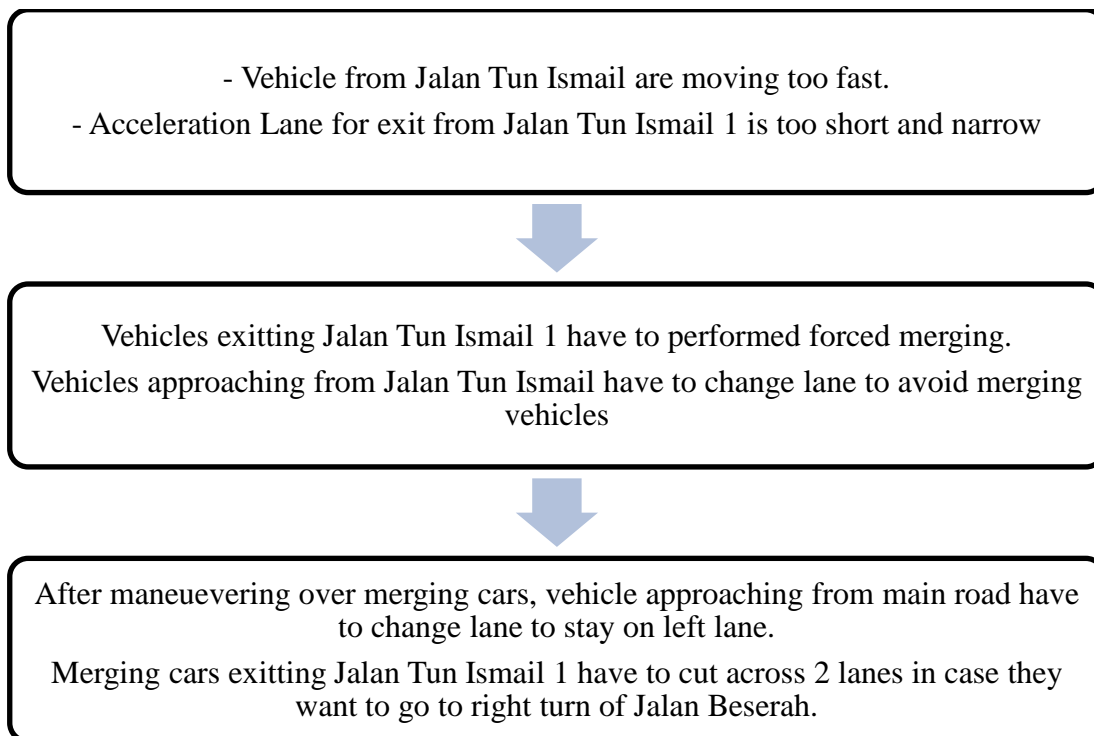 - Vehicle from Jalan Tun Ismail are moving too fast.
- Acceleration Lane for exit from Jalan Tun Ismail 1 is too short and narrow
Vehicles exitting Jalan Tun Ismail 1 have to performed forced merging.
Vehicles approaching from Jalan Tun Ismail have to change lane to avoid merging
vehicles
After maneuevering over merging cars, vehicle approaching from main road have
to change lane to stay on left lane.
Merging cars exitting Jalan Tun Ismail 1 have to cut across 2 lanes in case they
want to go to right turn of Jalan Beserah.